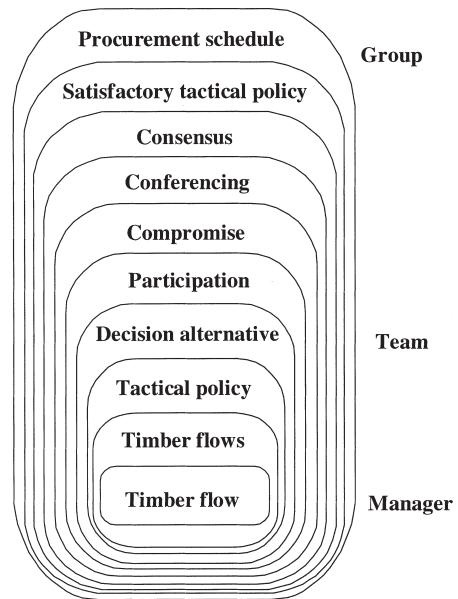 Procurement schedule
Group
Satisfactory tactical policy
Consensus
Conferencing
Compromise
Participation
Decision alternative
Team
Tactical policy
Timber flows
Timber flow
Manager